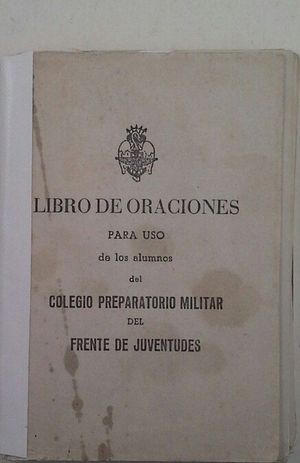 LIBRO DE ORACIONES
PARA USO
de los alumnos
del
COLEGIO PREPARATORIO MILITAR
DEL
FRENTE DE JUVENTUDES